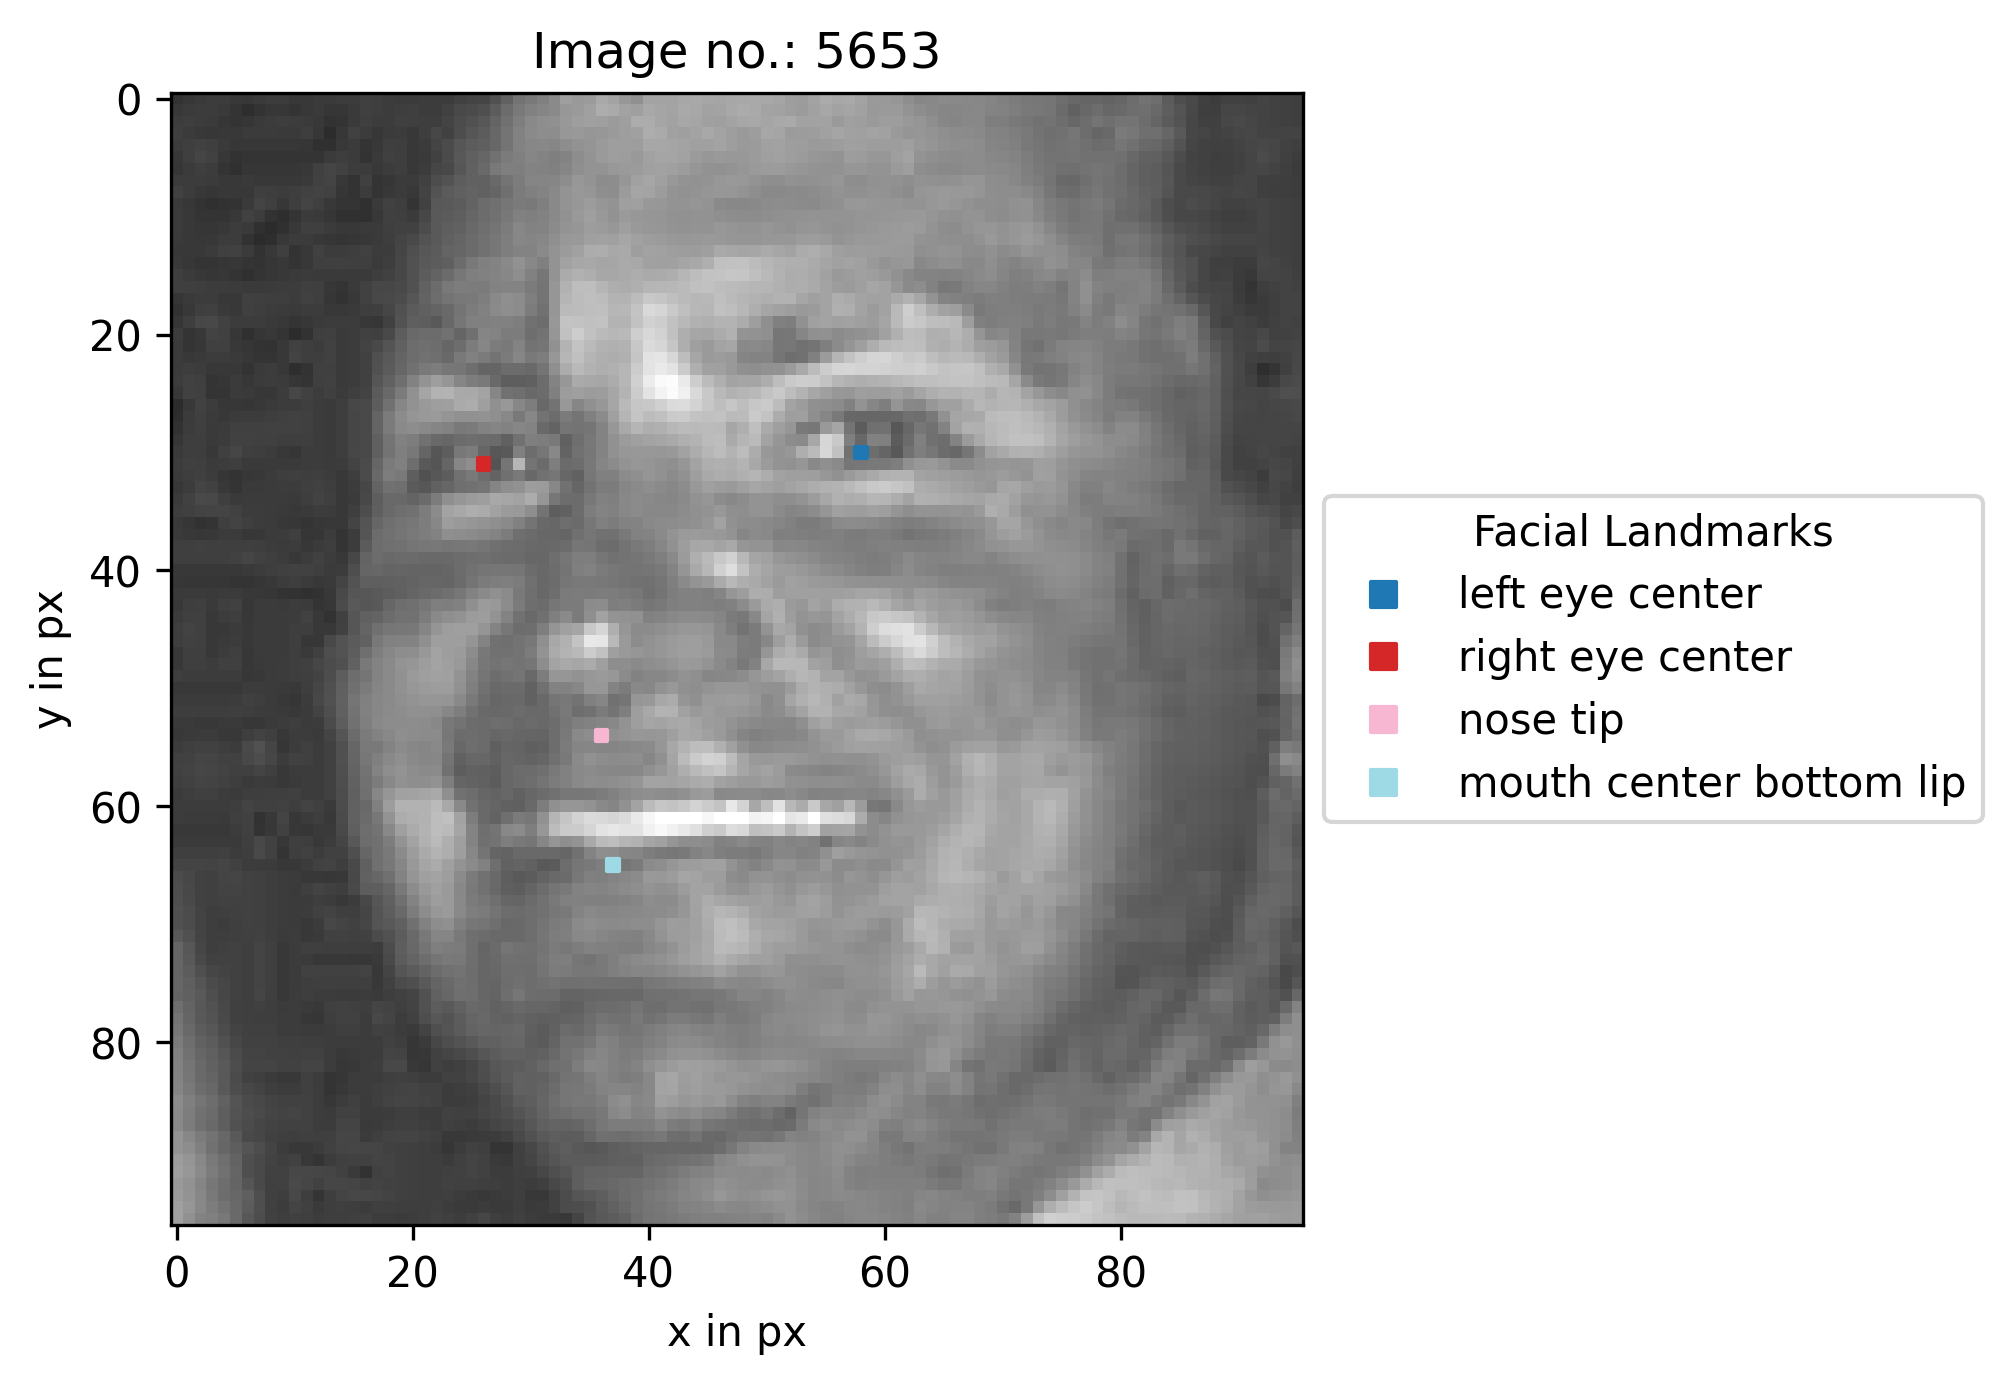 Image no.: 5653
0
20
40
60
80
y in px
0 20 40 60 80
x in px
Facial Landmarks
left eye center
right eye center
nose tip
mouth center bottom lip